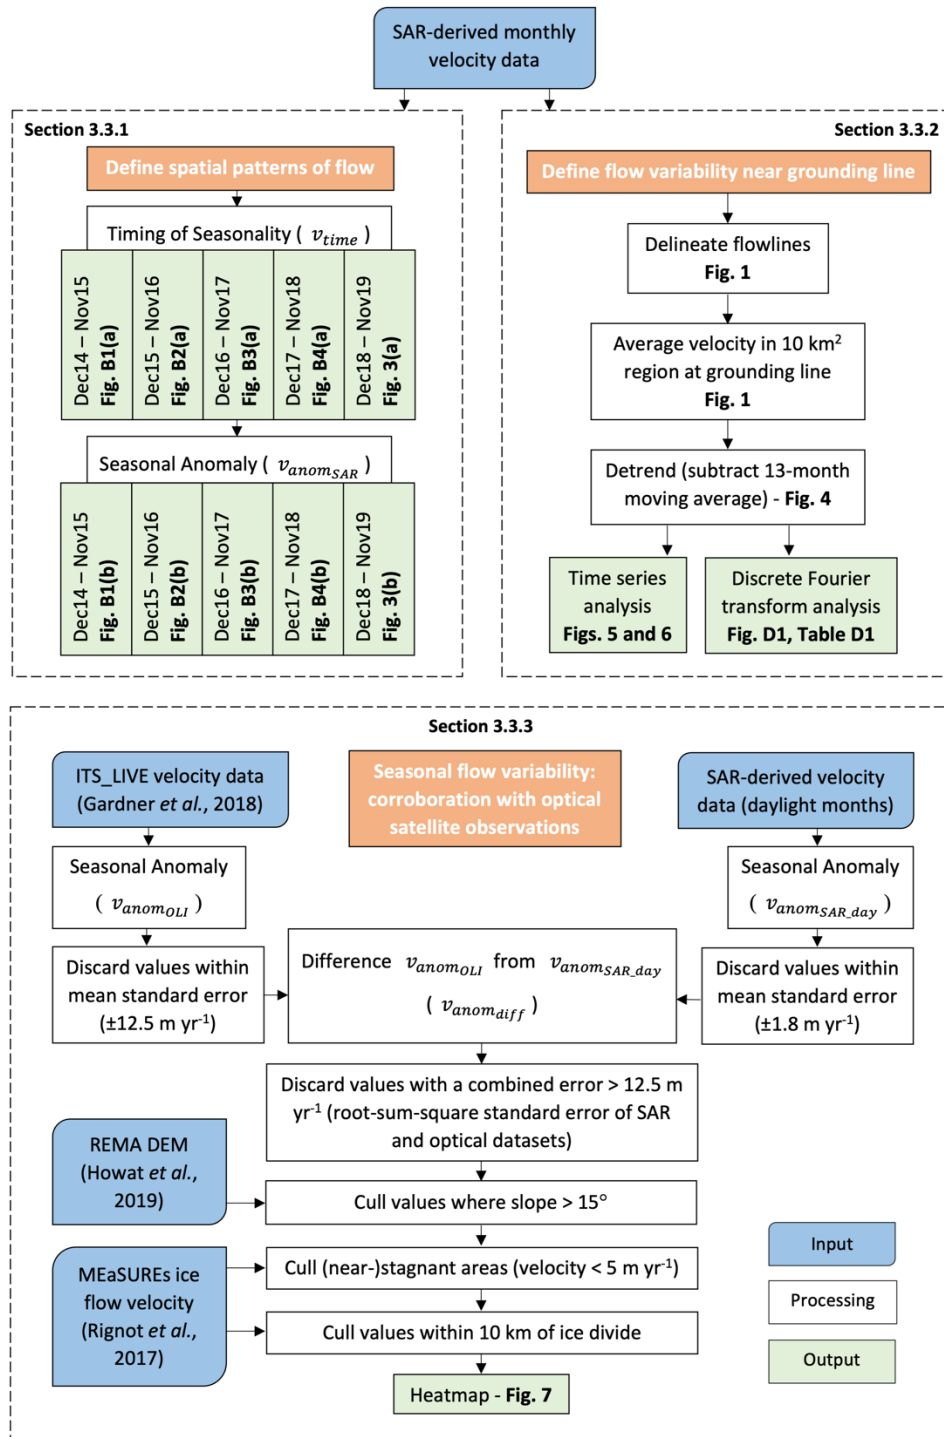 SAR-derived monthly
velocity data
Section 3.3.1
Define spatial patterns of flow
Timing of Seasonality ( v_time )
Dec14 – Nov15
Fig. B1(a)
Dec15 – Nov16
Fig. B2(a)
Dec16 – Nov17
Fig. B3(a)
Dec17 – Nov18
Fig. B4(a)
Dec18 – Nov19
Fig. 3(a)
Seasonal Anomaly ( v_anom_SAR )
Dec14 – Nov15
Fig. B1(b)
Dec15 – Nov16
Fig. B2(b)
Dec16 – Nov17
Fig. B3(b)
Dec17 – Nov18
Fig. B4(b)
Dec18 – Nov19
Fig. 3(b)
Section 3.3.2
Define flow variability near grounding line
Delineate flowlines
Fig. 1
Average velocity in 10 km²
region at grounding line
Fig. 1
Detrend (subtract 13-month
moving average) - Fig. 4
Time series
analysis
Figs. 5 and 6
Discrete Fourier
transform analysis
Fig. D1, Table D1
Section 3.3.3
ITS_LIVE velocity data
(Gardner et al., 2018)
Seasonal Anomaly
( v_anom_OLI )
Discard values within
mean standard error
(±12.5 m yr⁻¹)
Seasonal flow variability:
corroboration with optical
satellite observations
SAR-derived velocity
data (daylight months)
Seasonal Anomaly
( v_anom_SAR_day )
Discard values within
mean standard error
(±1.8 m yr⁻¹)
Difference v_anom_OLI from v_anom_SAR_day
( v_anom_diff )
Discard values with a combined error > 12.5 m
yr⁻¹ (root-sum-square standard error of SAR
and optical datasets)
REMA DEM
(Howat et al.,
2019)
Cull values where slope > 15°
MEaSUREs ice
flow velocity
(Rignot et al.,
2017)
Cull (near-)stagnant areas (velocity < 5 m yr⁻¹)
Cull values within 10 km of ice divide
Heatmap - Fig. 7
Input
Processing
Output